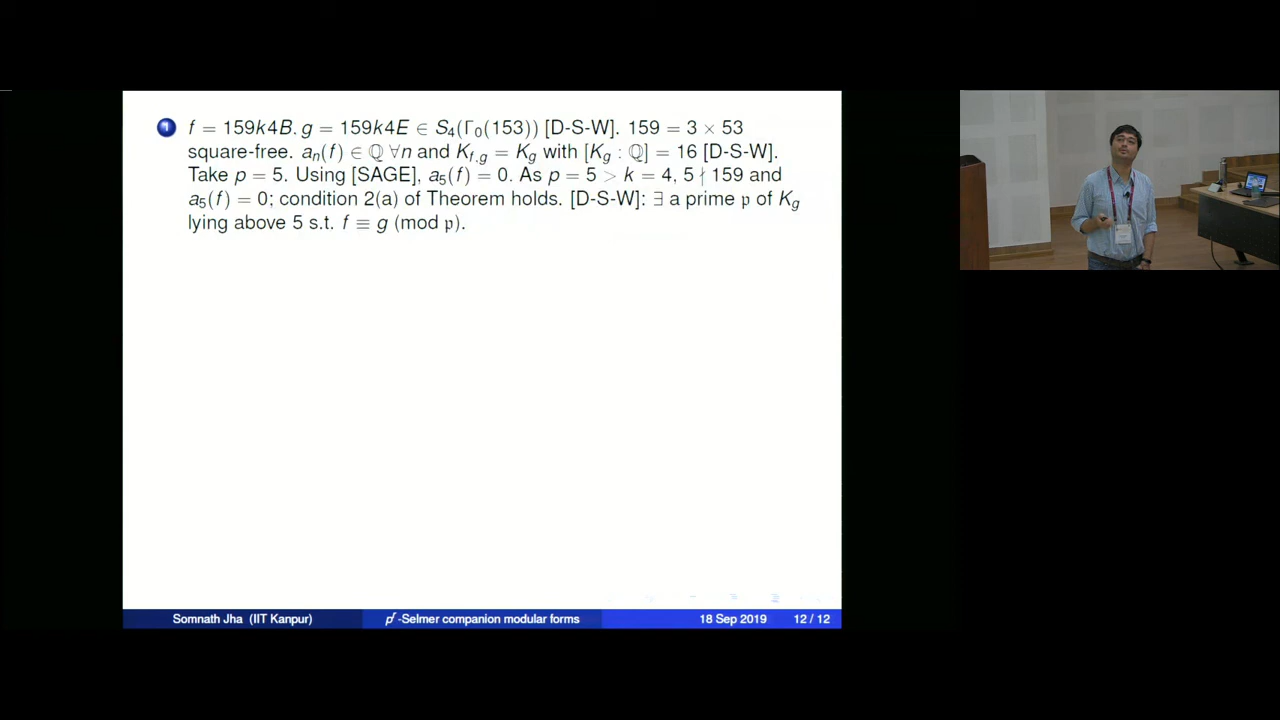 1
f = 159k4B. g = 159k4E ∈ S₄(Γ₀(153)) [D-S-W]. 159 = 3 × 53
square-free. aₙ(f) ∈ ℚ ∀n and K_{f,g} = K_g with [K_g : ℚ] = 16 [D-S-W].
Take p = 5. Using [SAGE], a₅(f) = 0. As p = 5 > k = 4, 5 ∤ 159 and
a₅(f) = 0; condition 2(a) of Theorem holds. [D-S-W]: ∃ a prime 𝔭 of K_g
lying above 5 s.t. f ≡ g (mod 𝔭).
Somnath Jha (IIT Kanpur) pʳ-Selmer companion modular forms 18 Sep 2019 12 / 12